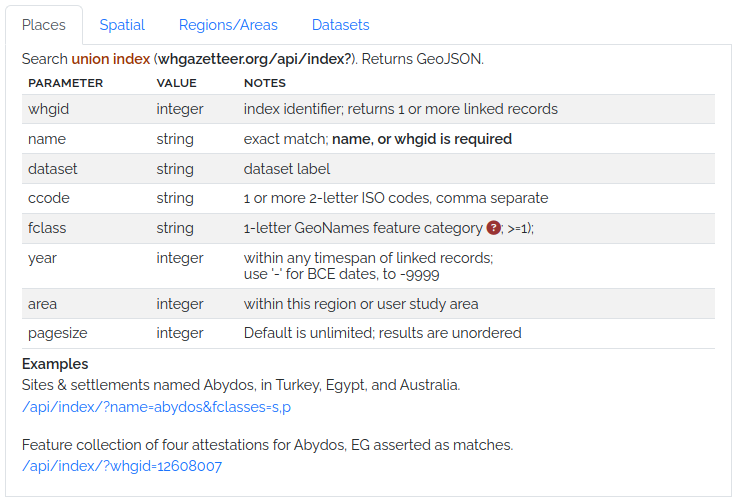 Places Spatial Regions/Areas Datasets
Search union index (whgazetteer.org/api/index?). Returns GeoJSON.
PARAMETER VALUE NOTES
whgid integer index identifier; returns 1 or more linked records
name string exact match; name, or whgid is required
dataset string dataset label
ccode string 1 or more 2-letter ISO codes, comma separate
fclass string 1-letter GeoNames feature category ?; >=1);
year integer within any timespan of linked records;
use '-' for BCE dates, to -9999
area integer within this region or user study area
pagesize integer Default is unlimited; results are unordered
Examples
Sites & settlements named Abydos, in Turkey, Egypt, and Australia.
/api/index/?name=abydos&fclasses=s,p
Feature collection of four attestations for Abydos, EG asserted as matches.
/api/index/?whgid=12608007